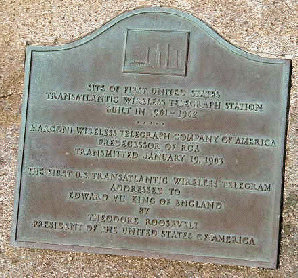 SITE OF FIRST UNITED STATES
TRANSATLANTIC WIRELESS TELEGRAPH STATION
BUILT IN 1901-1902
MARCONI WIRELESS TELEGRAPH COMPANY OF AMERICA
PREDECESSOR OF RCA
TRANSMITTED JANUARY 19, 1903
THE FIRST U.S. TRANSATLANTIC WIRELESS TELEGRAM
ADDRESSED TO
EDWARD VII KING OF ENGLAND
BY
THEODORE ROOSEVELT
PRESIDENT OF THE UNITED STATES OF AMERICA